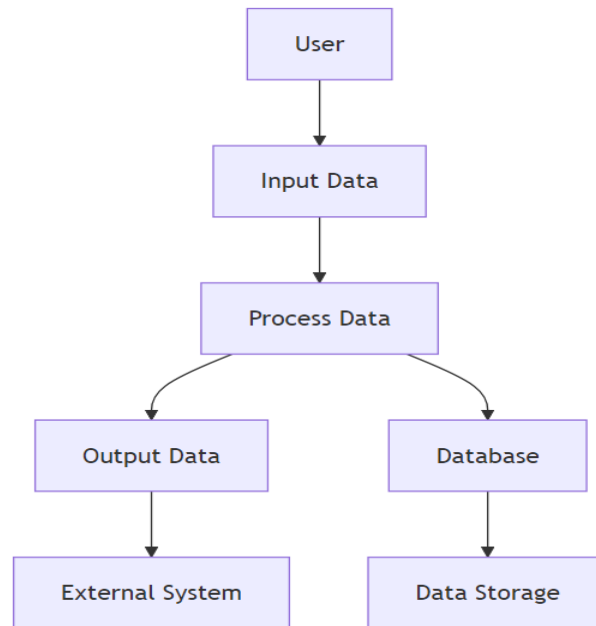 User
Input Data
Process Data
Output Data
Database
External System
Data Storage